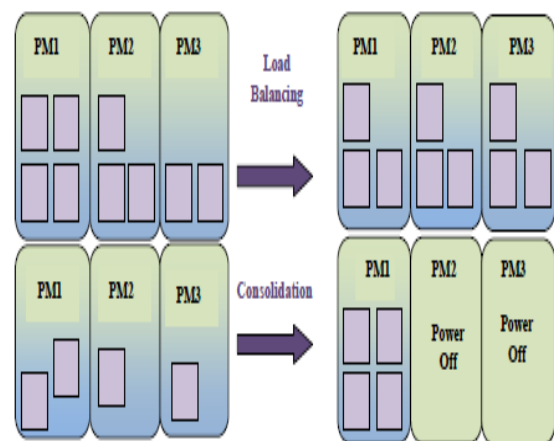 PM1 PM2 PM3
Load
Balancing
PM1 PM2 PM3
PM1 PM2 PM3
Consolidation
PM1 PM2 PM3
Power
Off
Power
Off